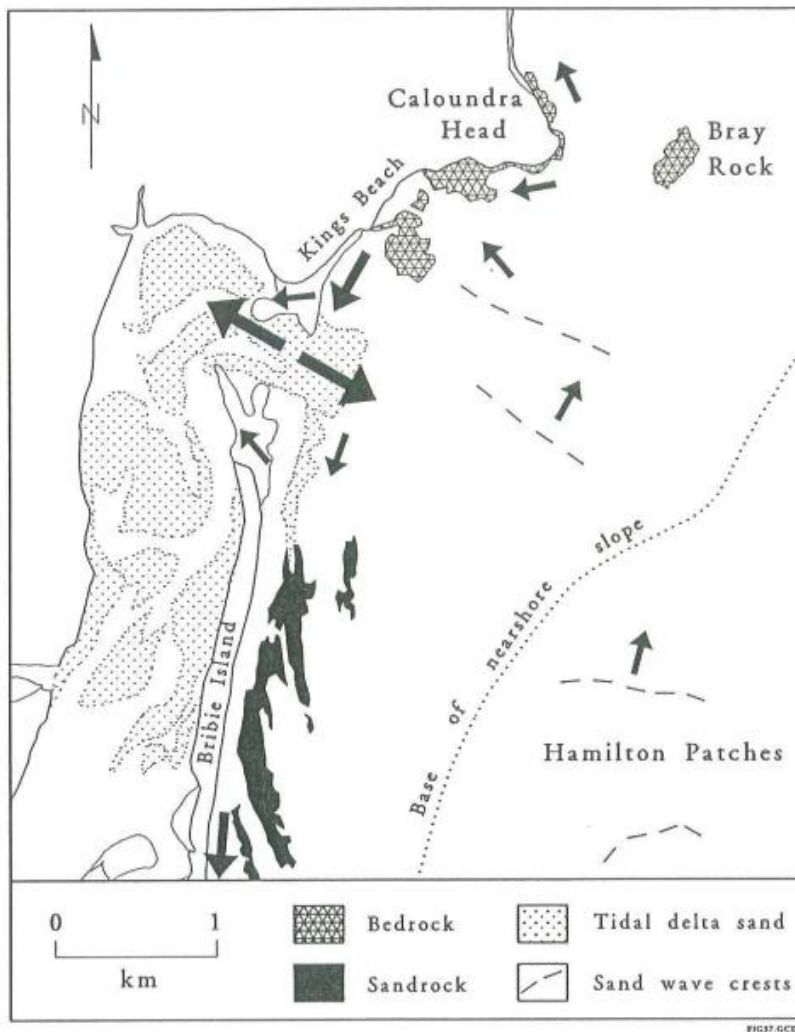 N
Caloundra
Head
Bray
Rock
Kings Beach
Base of nearshore slope
Bribie Island
Hamilton Patches
0 1
km
Bedrock
Sandrock
Tidal delta sand
Sand wave crests